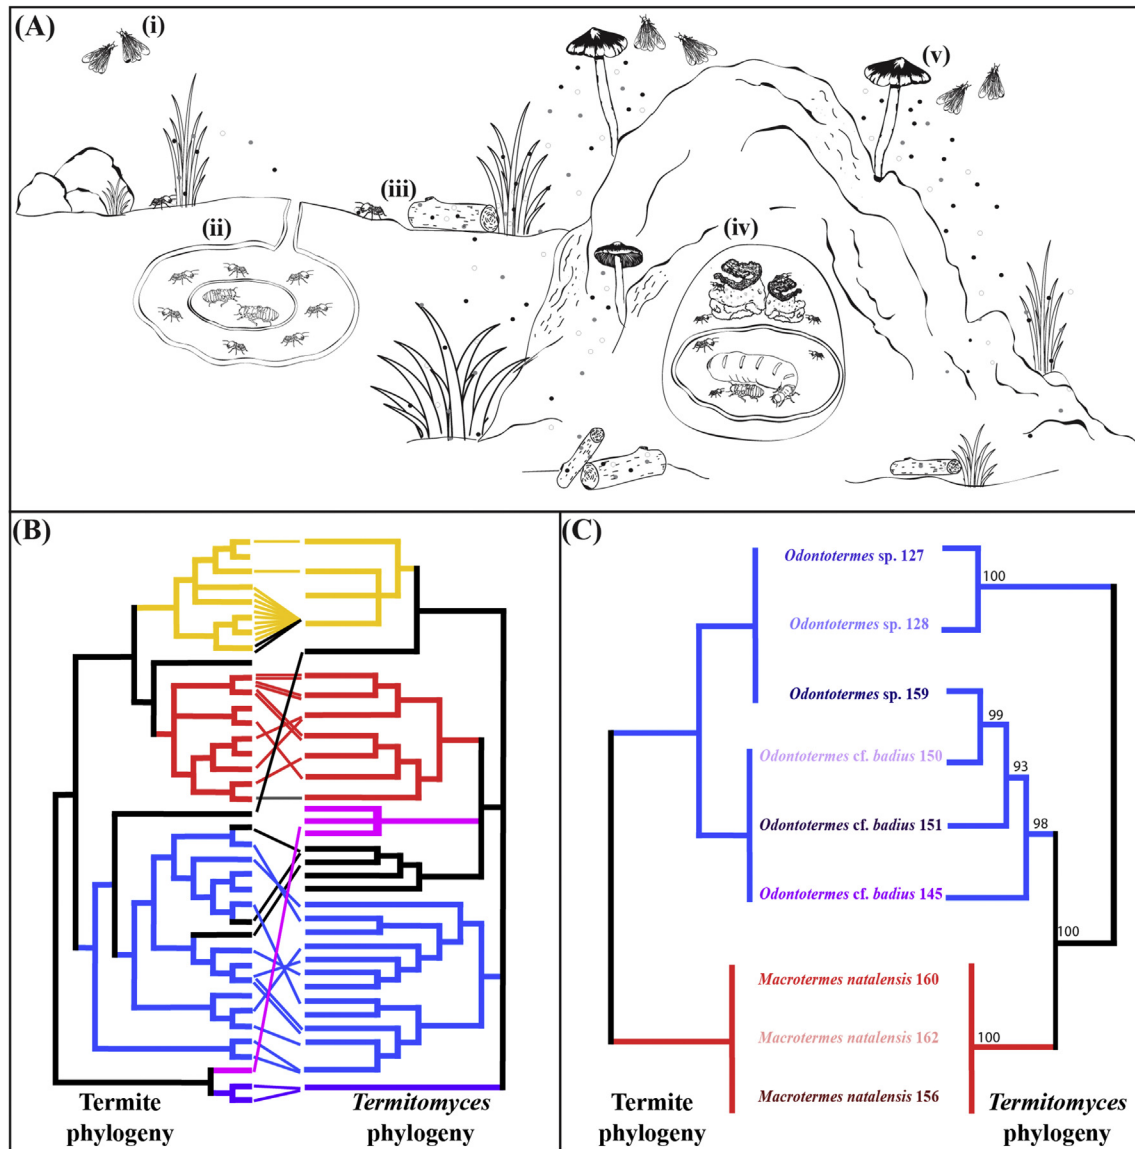 (A)
(i)
(ii)
(iii)
(iv)
(v)
(B)
Termite
phylogeny
Termitomyces
phylogeny
(C)
Odontotermes sp. 127
Odontotermes sp. 128
Odontotermes sp. 159
Odontotermes cf. badius 150
Odontotermes cf. badius 151
Odontotermes cf. badius 145
Macrotermes natalensis 160
Macrotermes natalensis 162
Macrotermes natalensis 156
100
99
93
98
100
100
Termite
phylogeny
Termitomyces
phylogeny